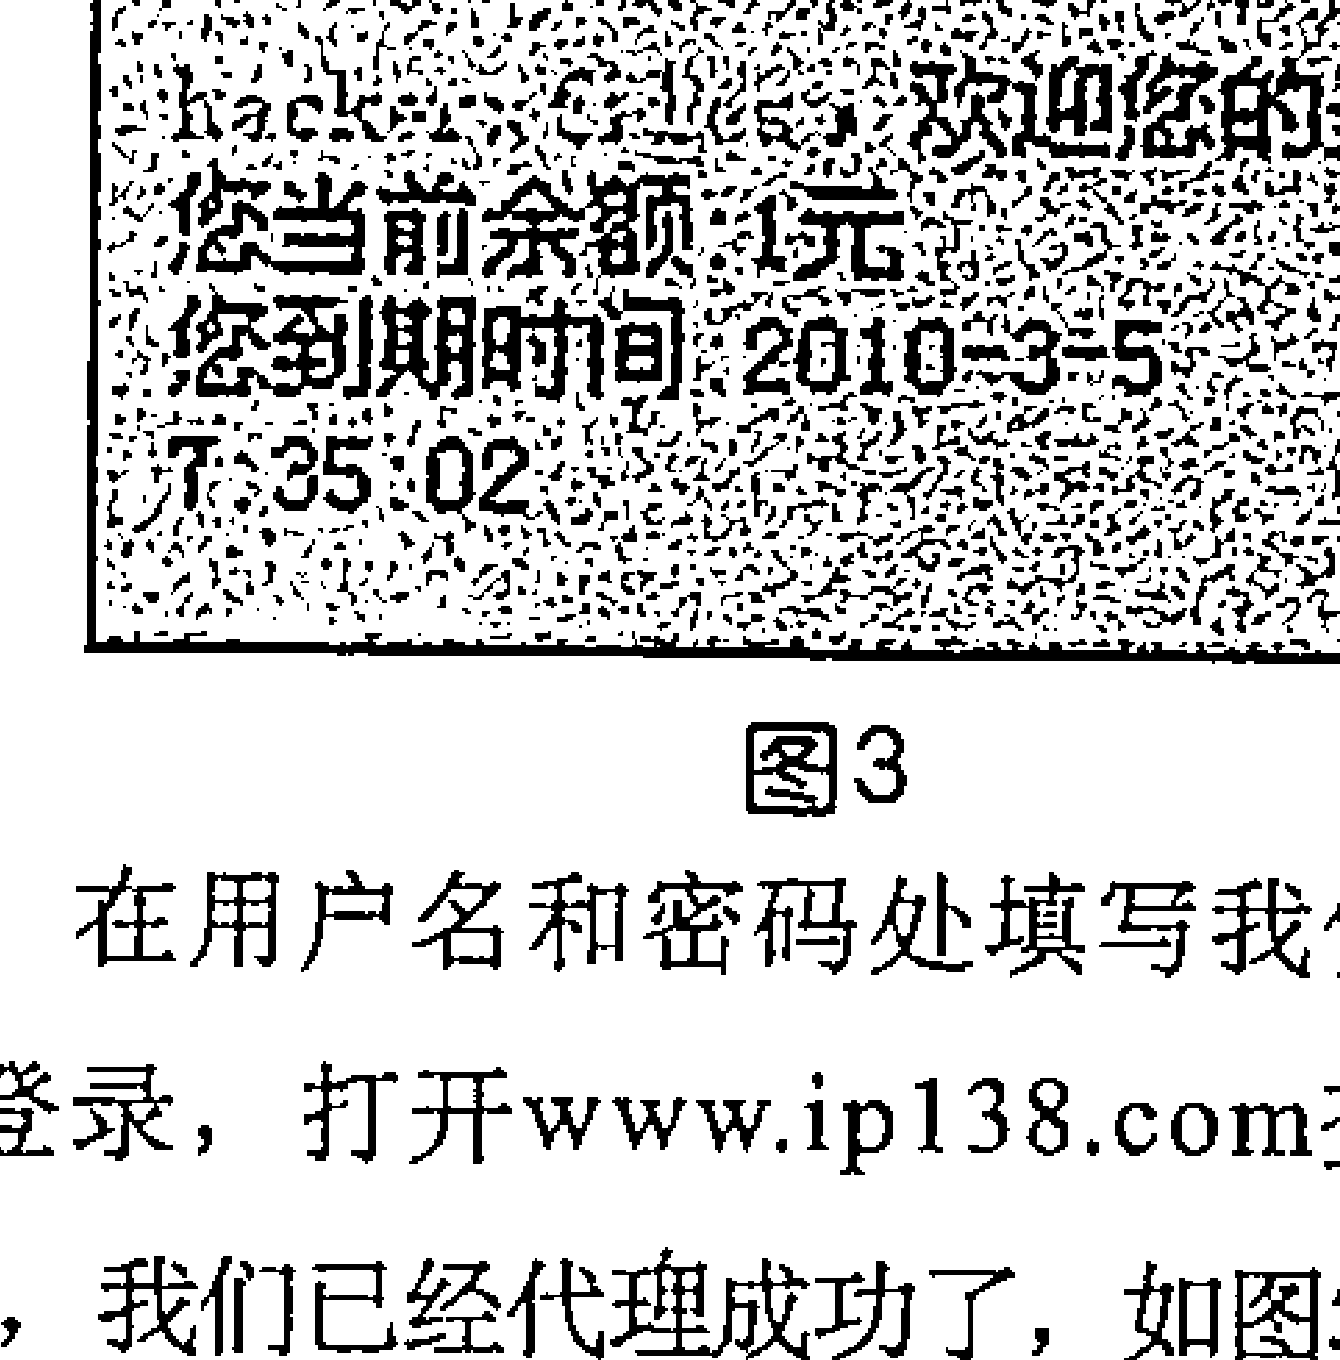 欢迎您的
您当前余额:1元
您到期时间:2010-3-5
7:35:02
图3
在用户名和密码处填写我
登录，打开www.ip138.com
，我们已经代理成功了，如图